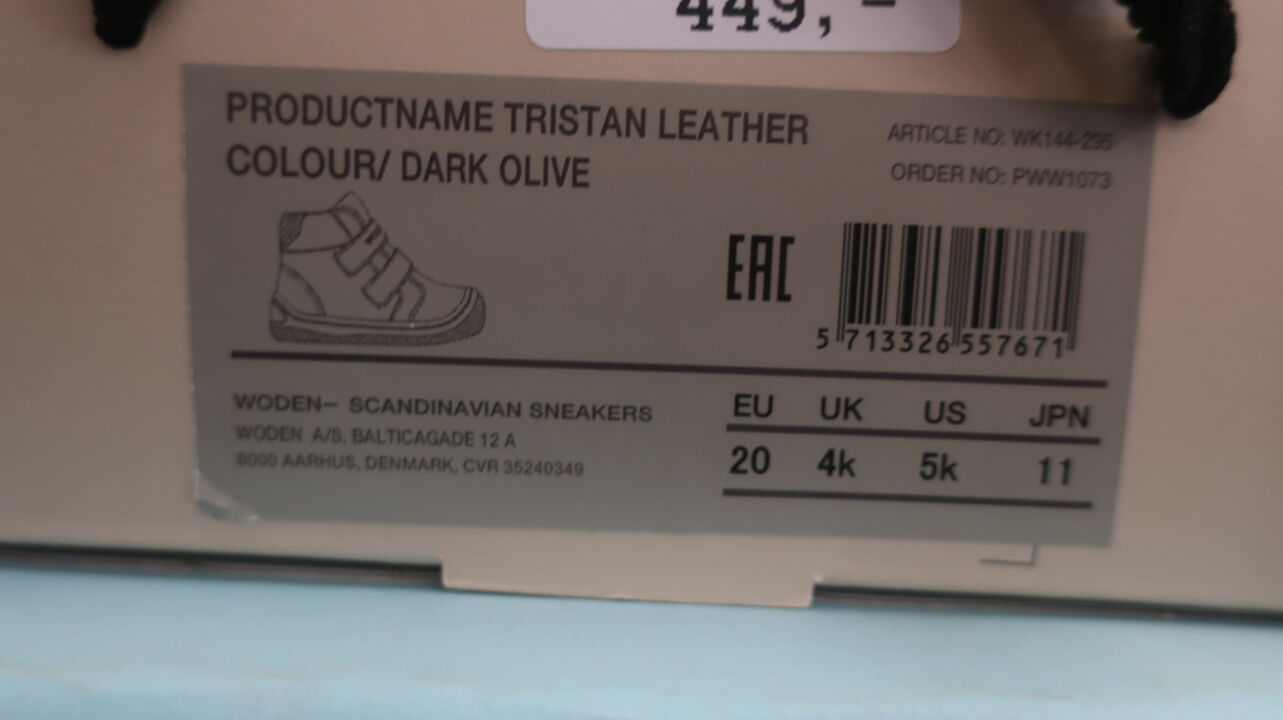 449,-
PRODUCTNAME TRISTAN LEATHER
COLOUR/ DARK OLIVE
ARTICLE NO: WK144-295
ORDER NO: PWW1073
EAC
5 713326 557671
WODEN– SCANDINAVIAN SNEAKERS
WODEN A/S, BALTICAGADE 12 A
8000 AARHUS, DENMARK, CVR 35240349
EU UK US JPN
20 4k 5k 11